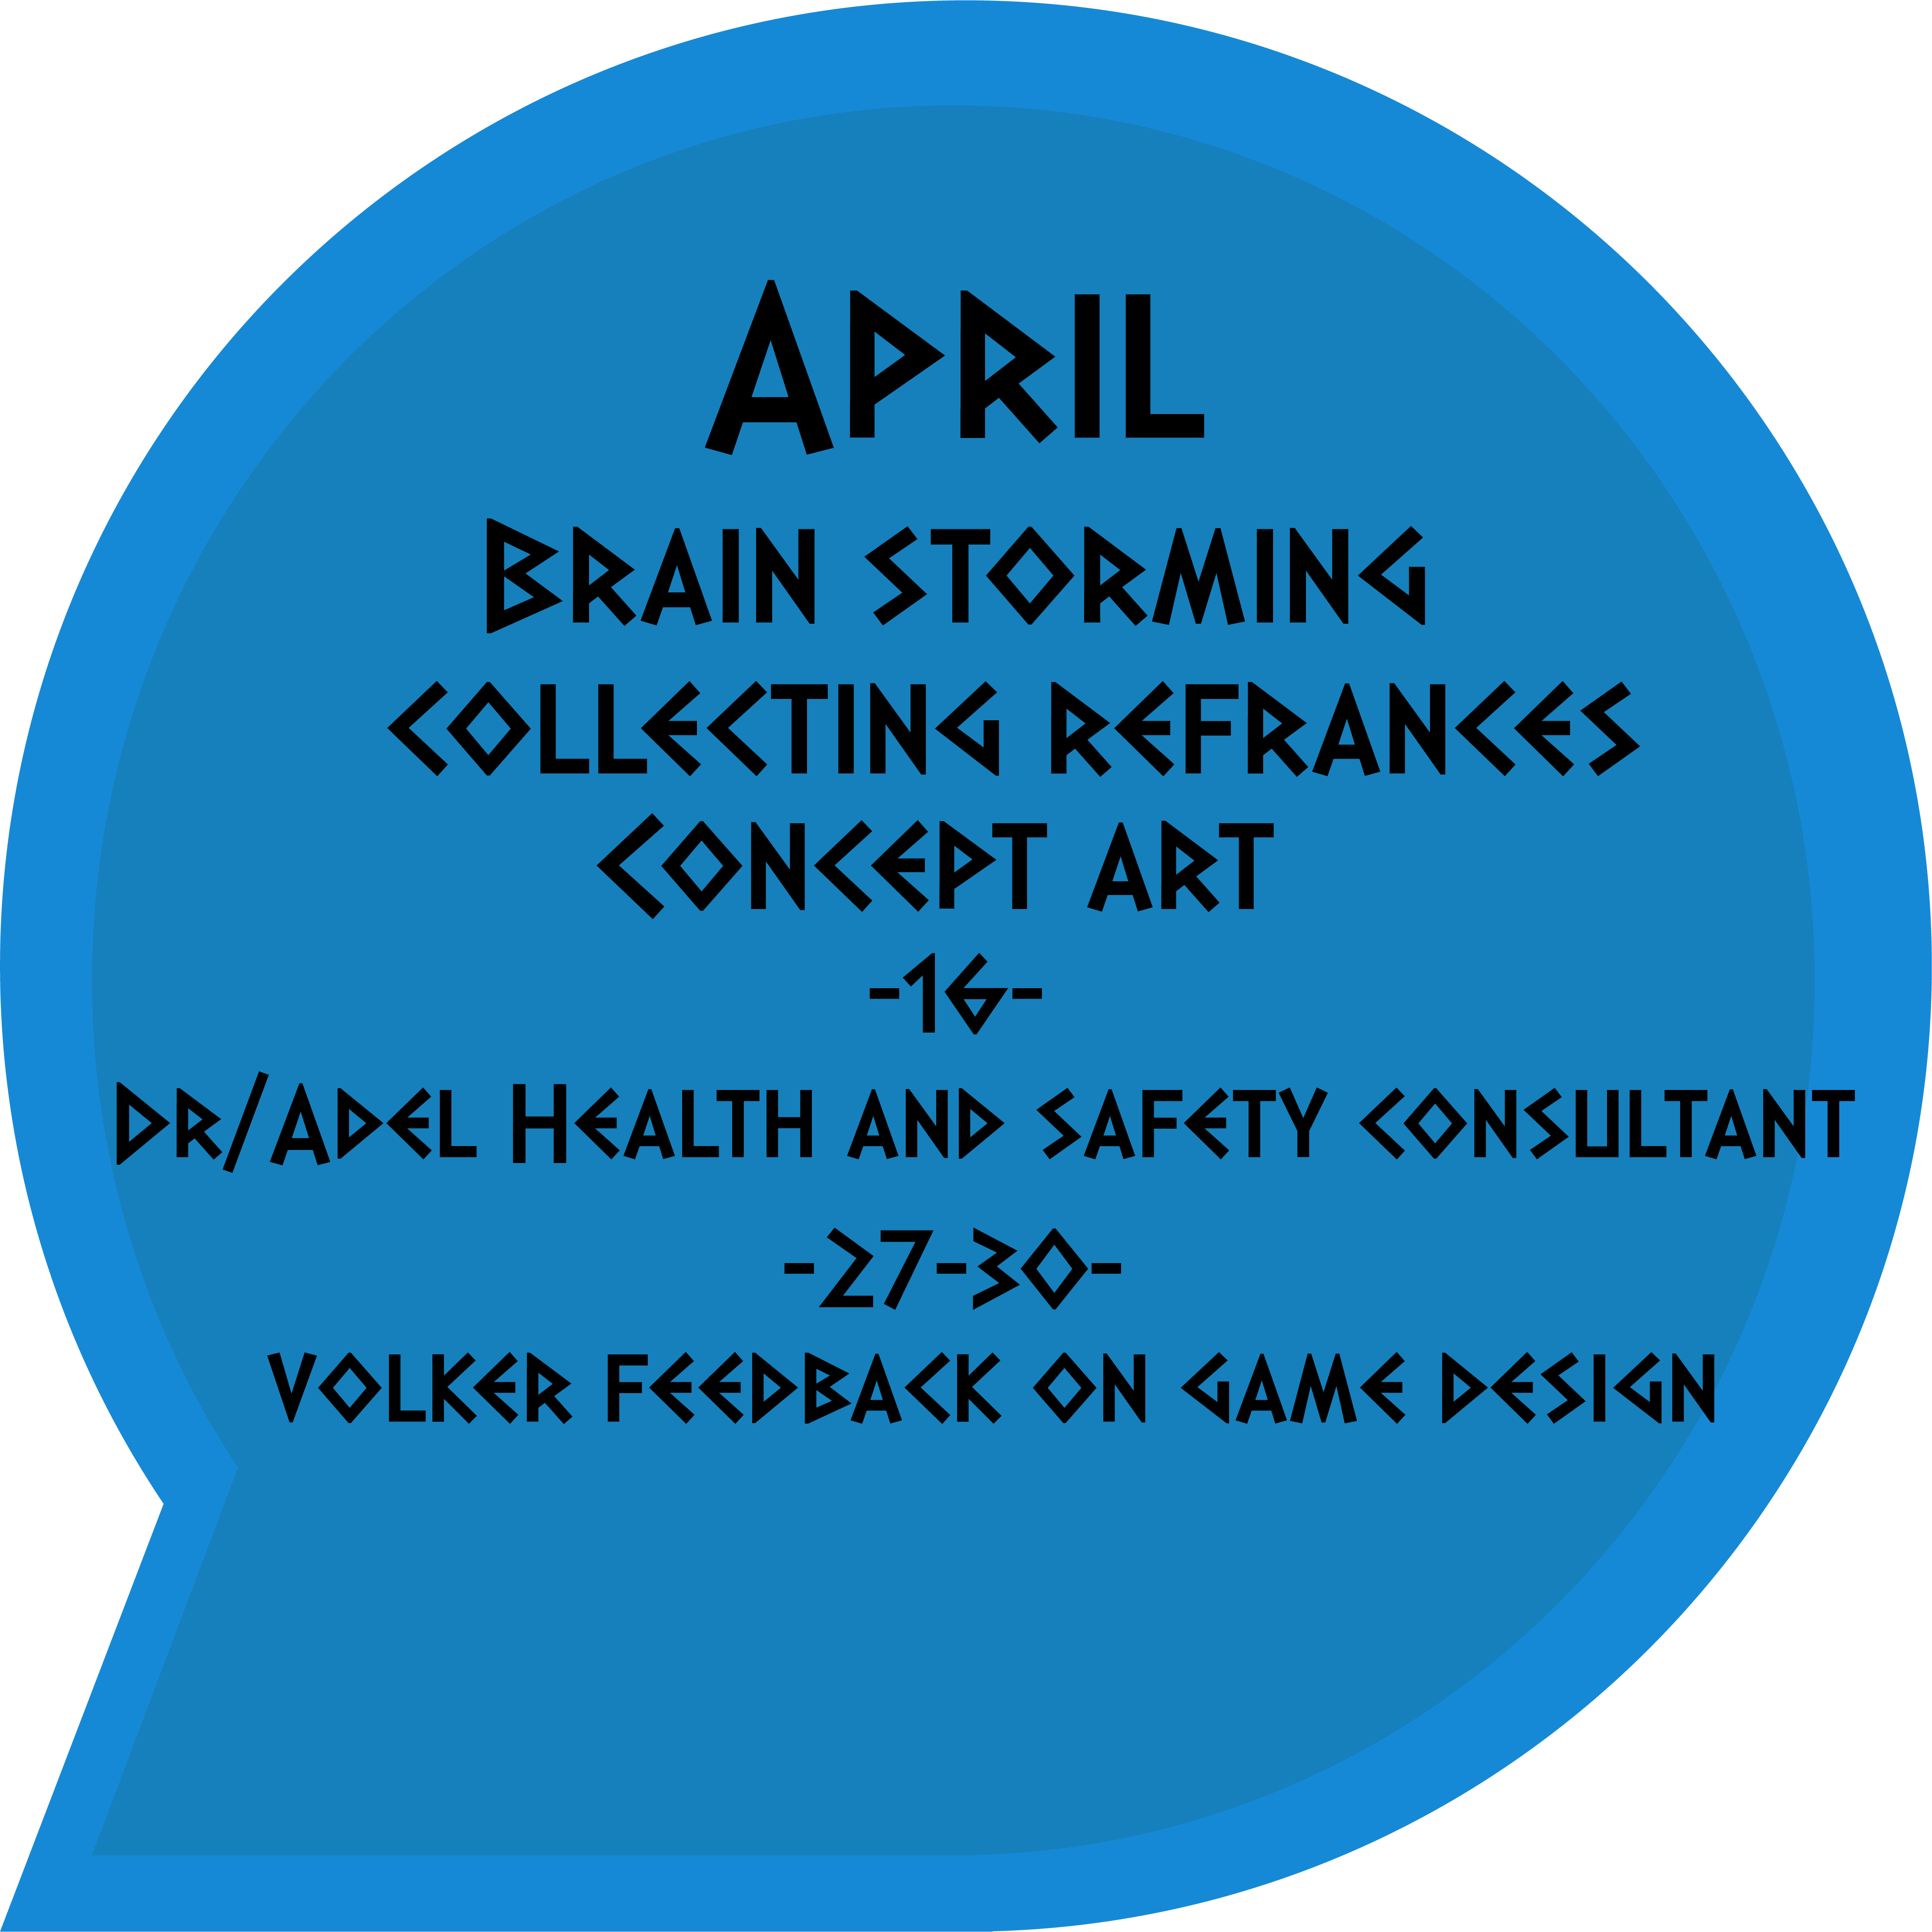 April
Brain Storming
collecting refrances
Concept art
-16-
Dr/Adel Health and safety consultant
-27-30-
volker feedback on game design